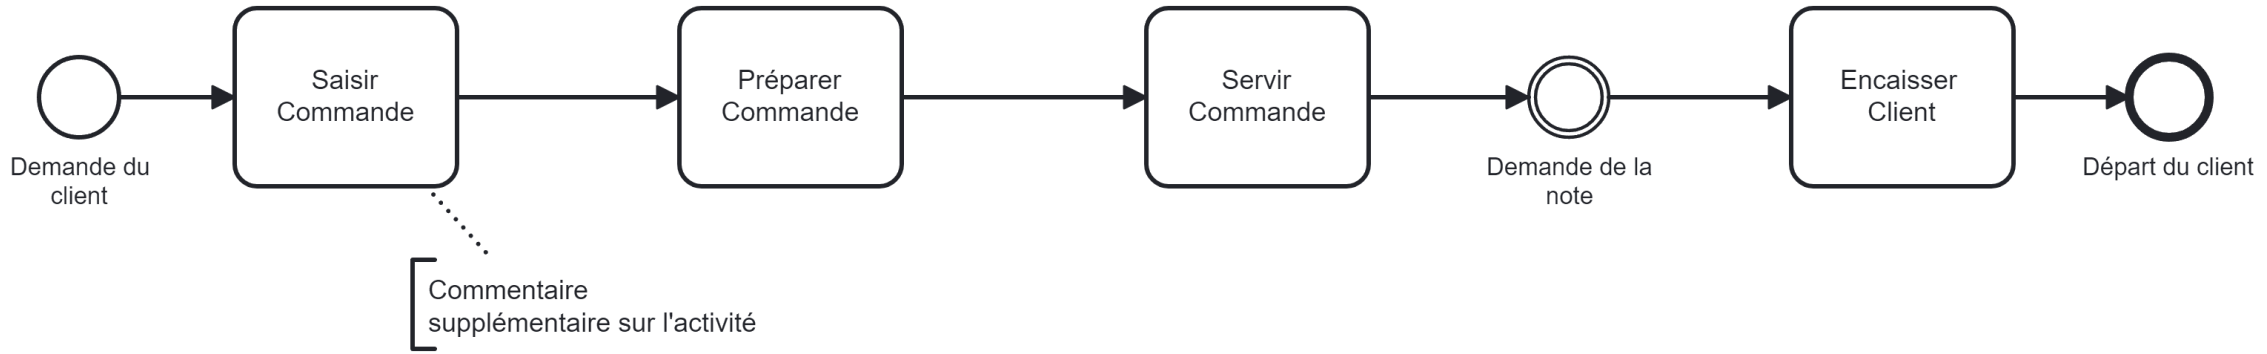 Demande du
client
Saisir
Commande
Commentaire
supplémentaire sur l'activité
Préparer
Commande
Servir
Commande
Demande de la
note
Encaisser
Client
Départ du client